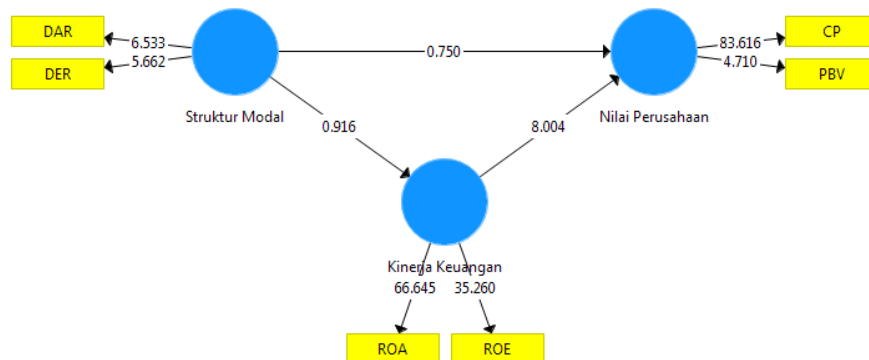 DAR
6.533
0.750
83.616
CP
DER
5.662
4.710
PBV
Struktur Modal
Nilai Perusahaan
0.916
8.004
Kinerja Keuangan
66.645
35.260
ROA
ROE